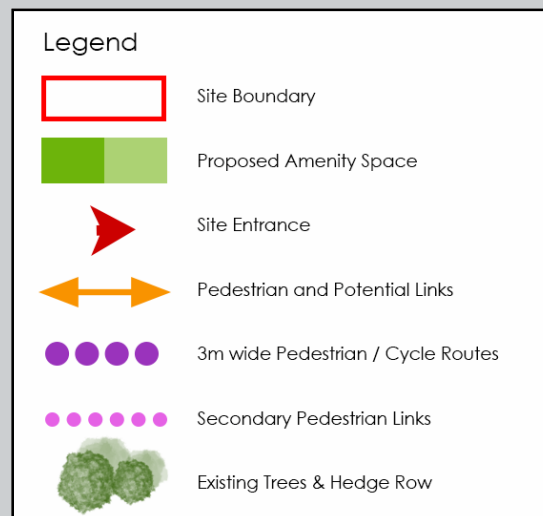 Legend
Site Boundary
Proposed Amenity Space
Site Entrance
Pedestrian and Potential Links
3m wide Pedestrian / Cycle Routes
Secondary Pedestrian Links
Existing Trees & Hedge Row